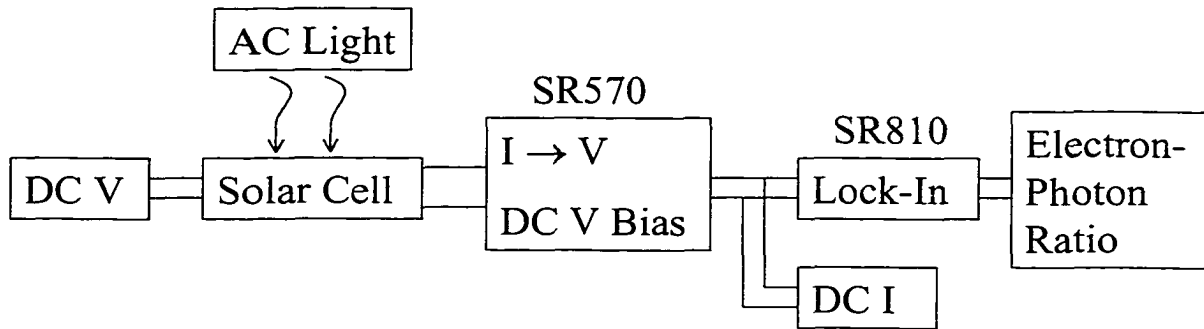 AC Light
SR570
SR810
DC V
Solar Cell
I → V
DC V Bias
Lock-In
Electron-
Photon
Ratio
DC I